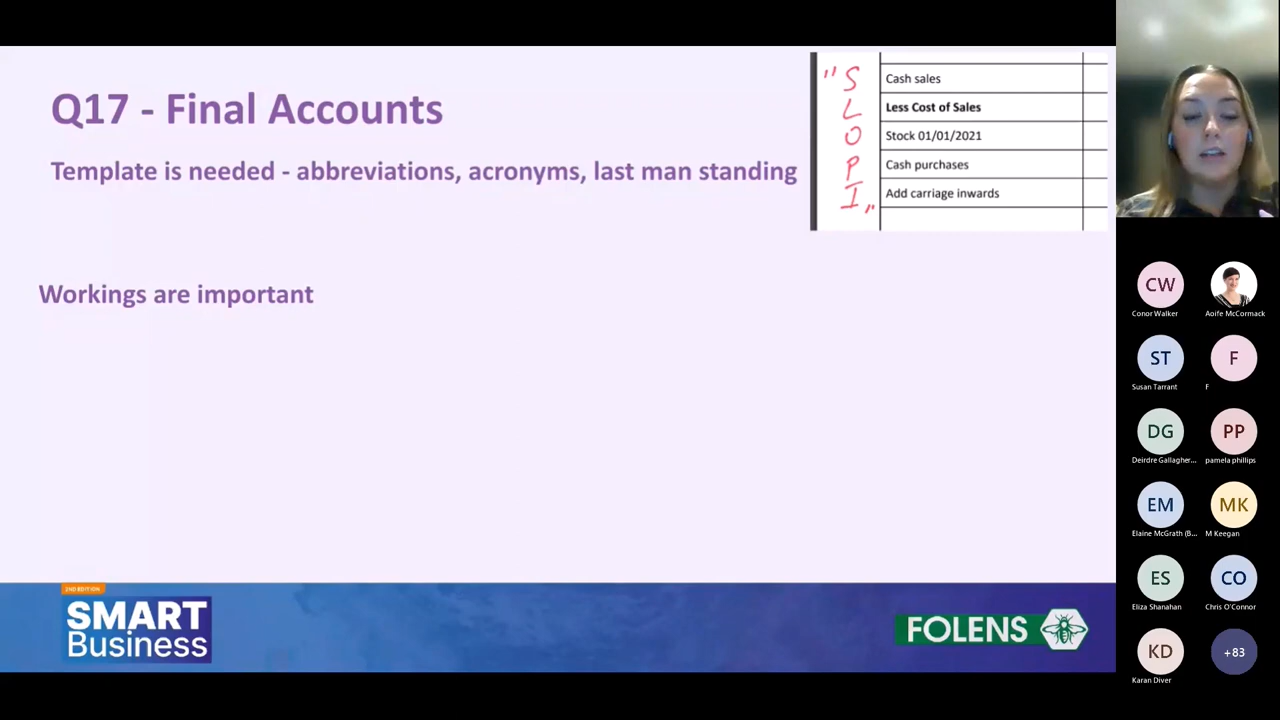 Q17 - Final Accounts
Template is needed - abbreviations, acronyms, last man standing
"S
L
O
P
I"
Cash sales
Less Cost of Sales
Stock 01/01/2021
Cash purchases
Add carriage inwards
Workings are important
2ND EDITION
SMART
Business
FOLENS
CW
Conor Walker
Aoife McCormack
ST
Susan Tarrant
F
F
DG
Deirdre Gallagher...
PP
pamela phillips
EM
Elaine McGrath (B...
MK
M Keegan
ES
Eliza Shanahan
CO
Chris O'Connor
KD
Karan Diver
+83